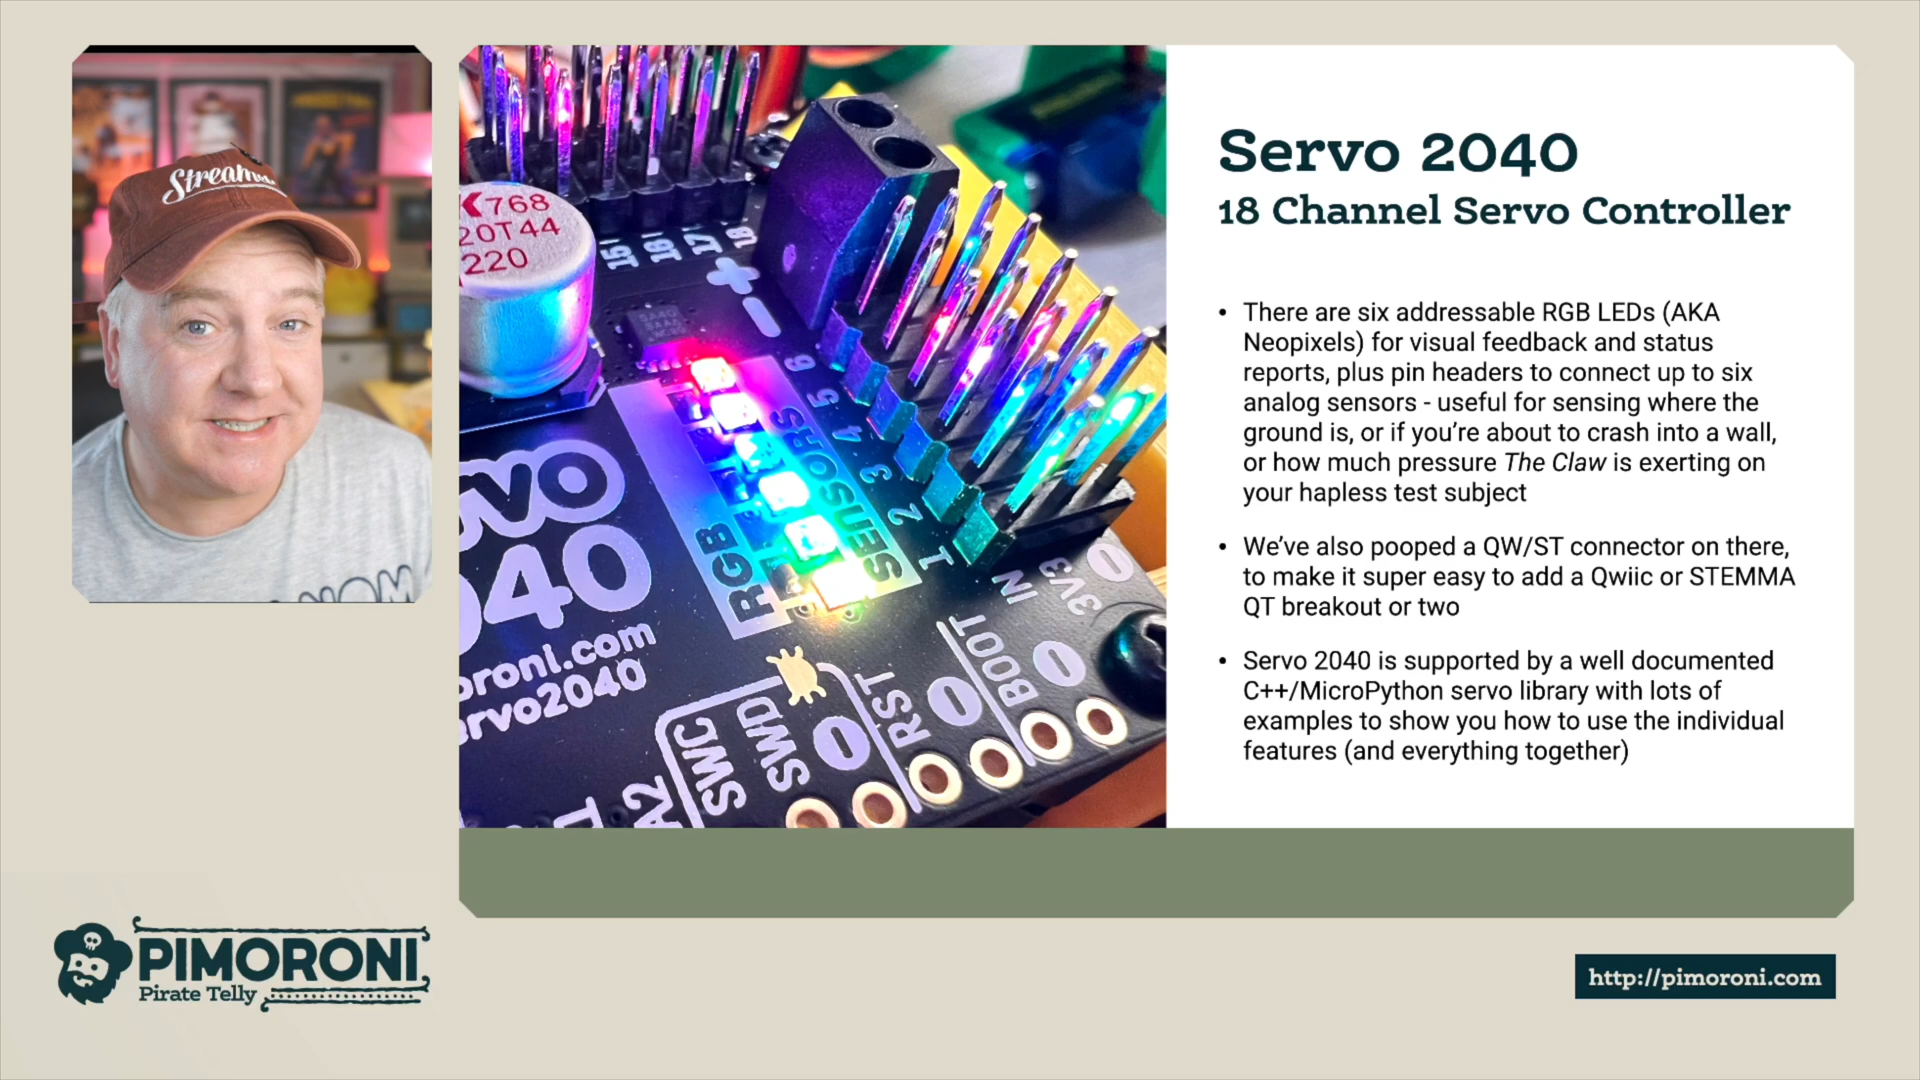 Stream
NOM
K768
20T44
220
15
16
17
18
+
-
6
5
4
3
2
1
RGB
SENSORS
040
oroni.com
ervo2040
SWC
SWD
RST
BOOT
IN
3V3
A2
Servo 2040
18 Channel Servo Controller
• There are six addressable RGB LEDs (AKA
Neopixels) for visual feedback and status
reports, plus pin headers to connect up to six
analog sensors - useful for sensing where the
ground is, or if you’re about to crash into a wall,
or how much pressure The Claw is exerting on
your hapless test subject
• We’ve also pooped a QW/ST connector on there,
to make it super easy to add a Qwiic or STEMMA
QT breakout or two
• Servo 2040 is supported by a well documented
C++/MicroPython servo library with lots of
examples to show you how to use the individual
features (and everything together)
PIMORONI
Pirate Telly
http://pimoroni.com